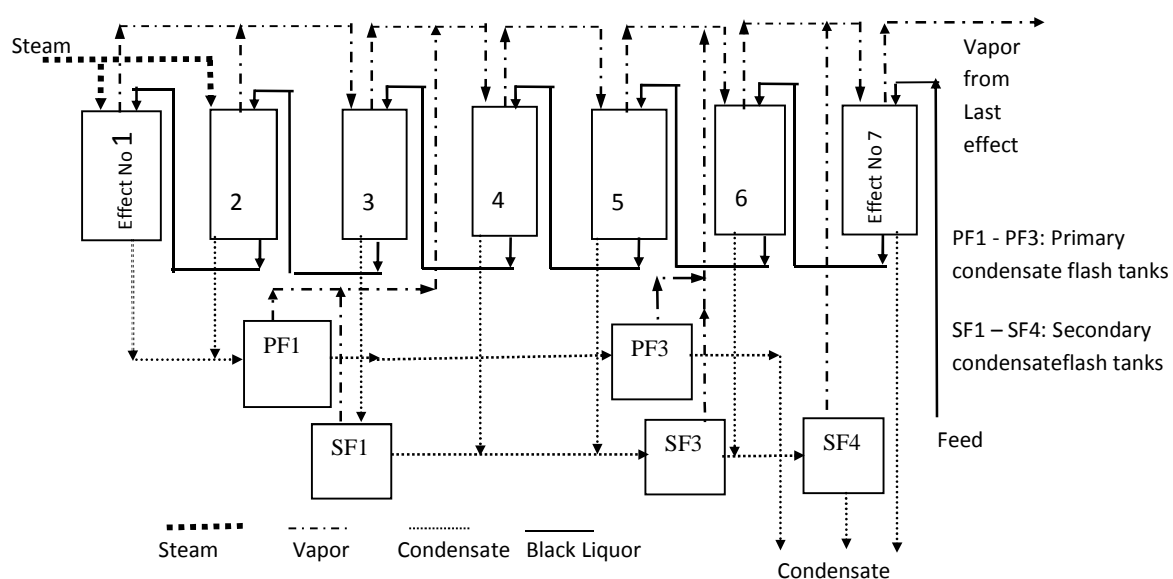 Steam
Vapor
from
Last
effect
Effect No 1
2
3
4
5
6
Effect No 7
PF1 - PF3: Primary
condensate flash tanks
SF1 – SF4: Secondary
condensateflash tanks
PF1
PF3
SF1
SF3
SF4
Feed
Steam
Vapor
Condensate
Black Liquor
Condensate